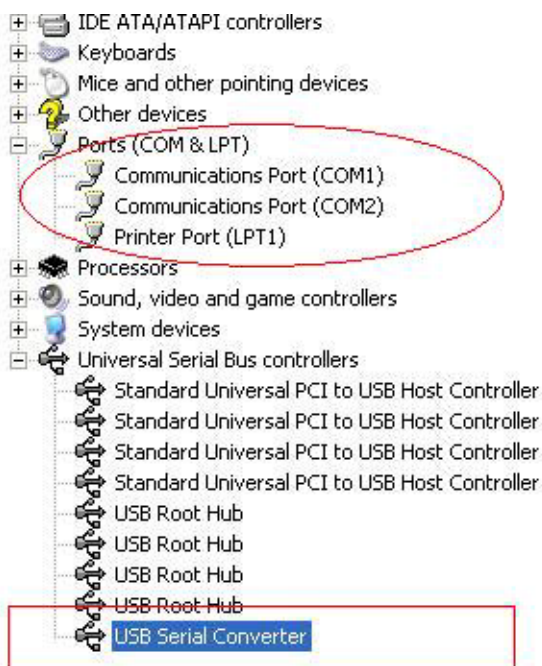 IDE ATA/ATAPI controllers
Keyboards
Mice and other pointing devices
Other devices
Ports (COM & LPT)
Communications Port (COM1)
Communications Port (COM2)
Printer Port (LPT1)
Processors
Sound, video and game controllers
System devices
Universal Serial Bus controllers
Standard Universal PCI to USB Host Controller
Standard Universal PCI to USB Host Controller
Standard Universal PCI to USB Host Controller
Standard Universal PCI to USB Host Controller
USB Root Hub
USB Root Hub
USB Root Hub
USB Root Hub
USB Serial Converter